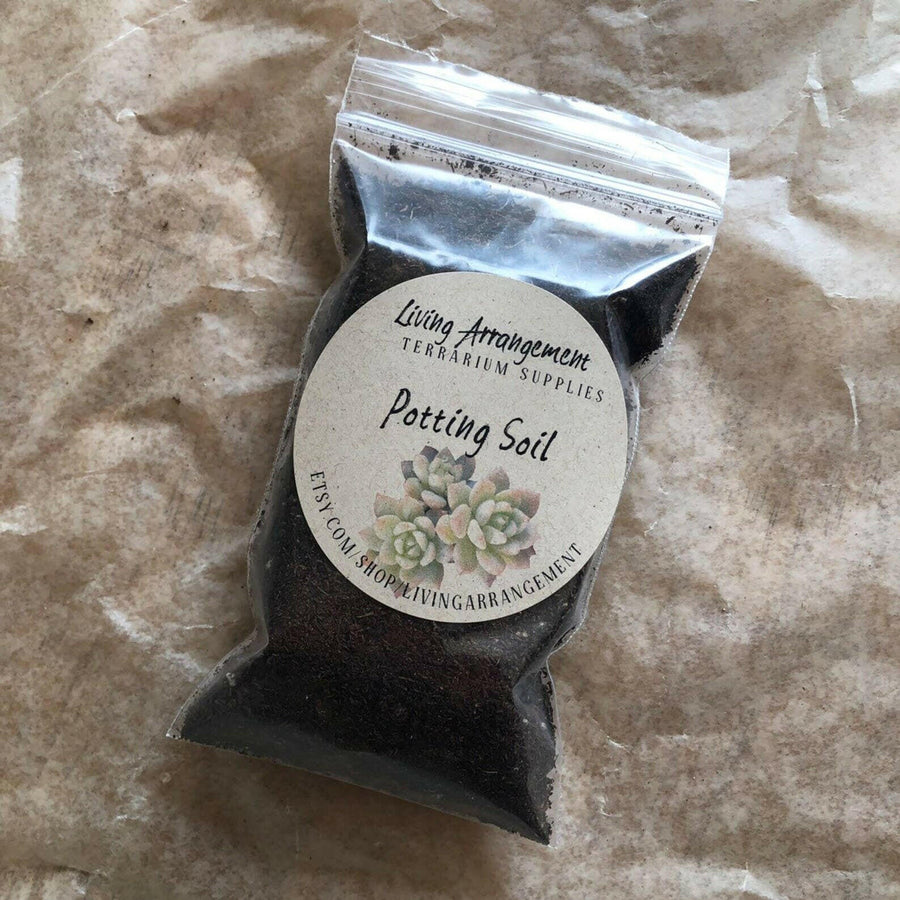 Living Arrangement
TERRARIUM SUPPLIES
Potting Soil
ETSY.COM/SHOP/LIVINGARRANGEMENT